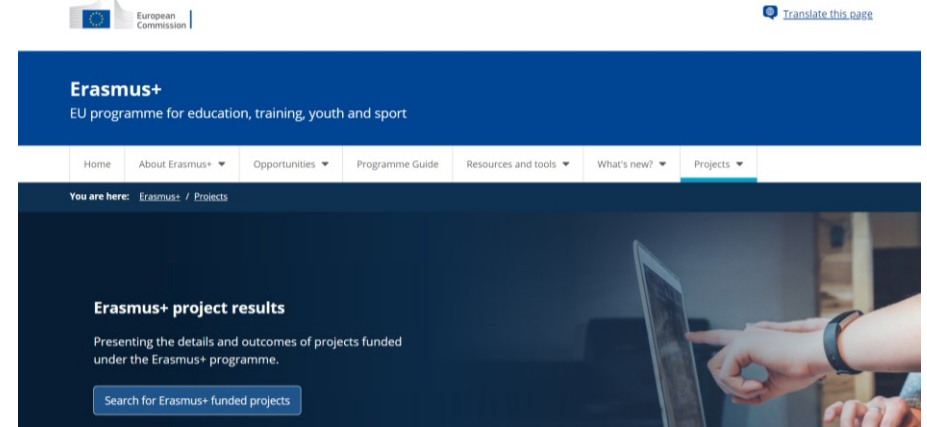 European
Commission
Translate this page
Erasmus+
EU programme for education, training, youth and sport
Home About Erasmus+ Opportunities Programme Guide Resources and tools What's new? Projects
You are here: Erasmus+ / Projects
Erasmus+ project results
Presenting the details and outcomes of projects funded
under the Erasmus+ programme.
Search for Erasmus+ funded projects